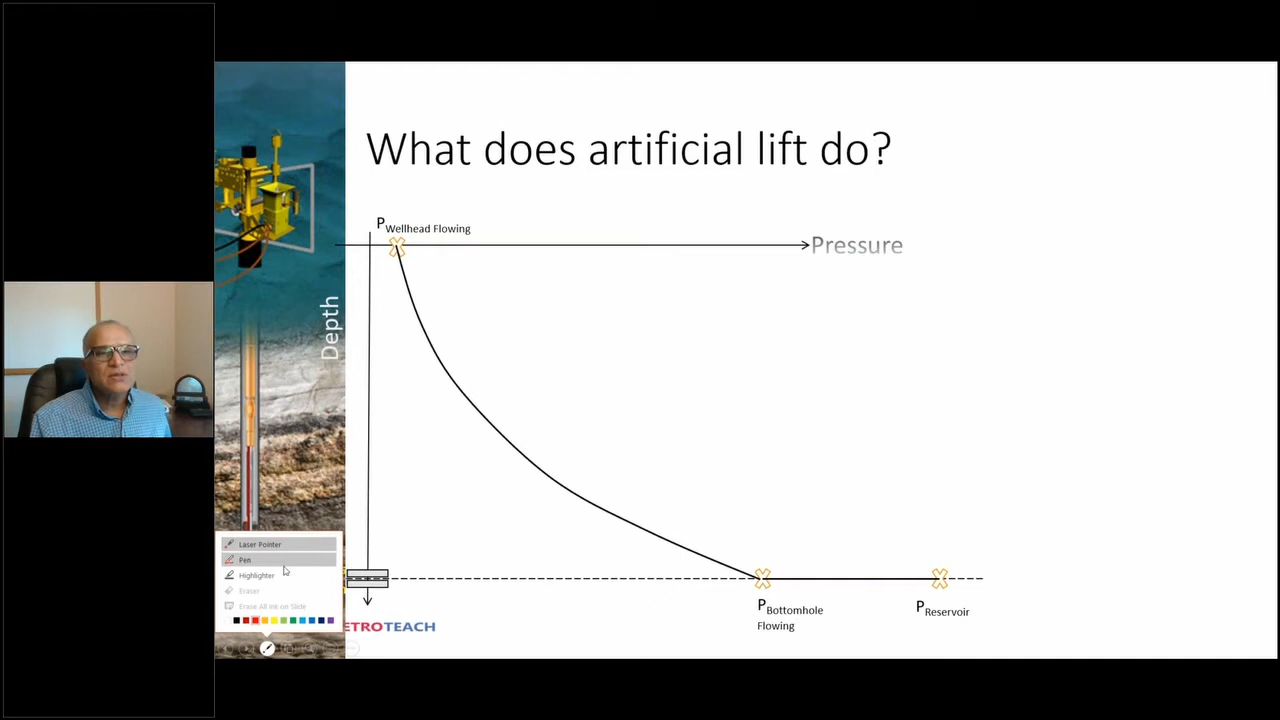 What does artificial lift do?
P Wellhead Flowing
Pressure
Depth
Laser Pointer
Pen
Highlighter
Eraser
Erase All Ink on Slide
P Bottomhole
Flowing
P Reservoir
ETROTEACH